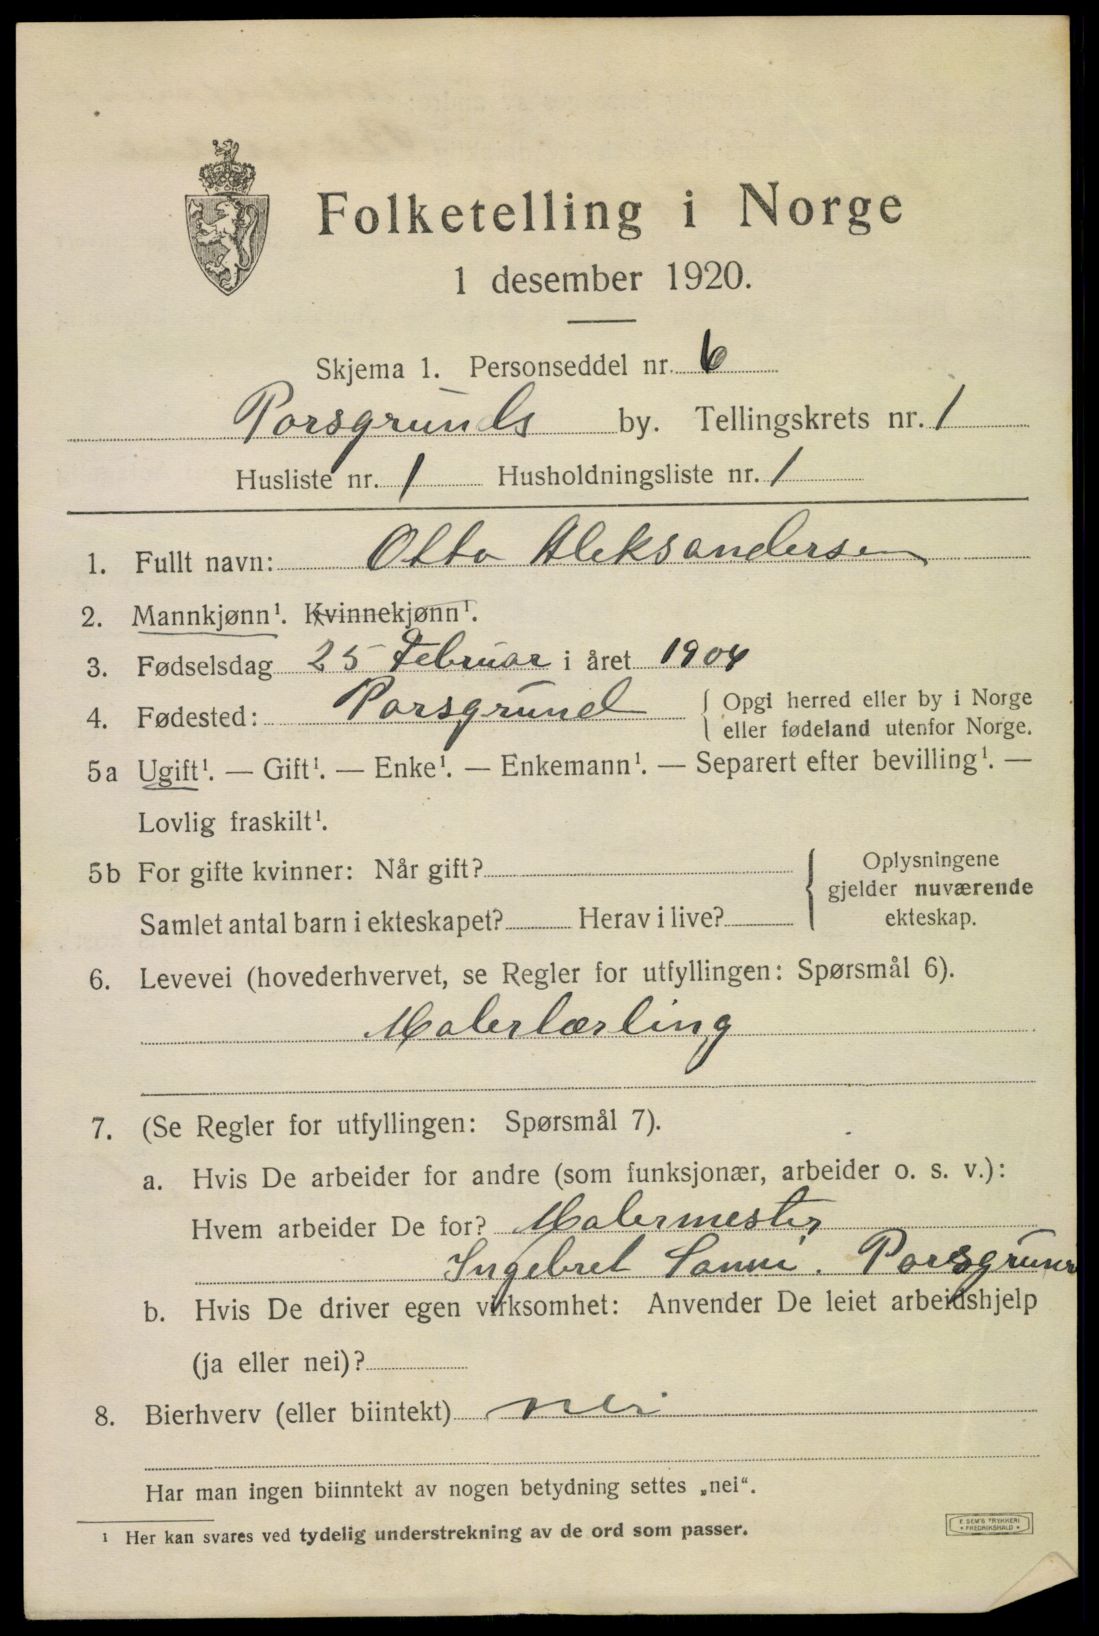 Folketelling i Norge
1 desember 1920.
Skjema 1. Personseddel nr. 6
Porsgrunds by. Tellingskrets nr. 1
Husliste nr. 1 Husholdningsliste nr. 1
1. Fullt navn: Otto Aleksandersen
2. Mannkjønn¹. Kvinnekjønn¹.
3. Fødselsdag 25 Februar i året 1904
4. Fødested: Porsgrund { Opgi herred eller by i Norge
eller fødeland utenfor Norge.
5a Ugift¹. — Gift¹. — Enke¹. — Enkemann¹. — Separert efter bevilling¹. —
Lovlig fraskilt¹.
5b For gifte kvinner: Når gift?
Samlet antal barn i ekteskapet? Herav i live?
{ Oplysningene
gjelder nuværende
ekteskap.
6. Levevei (hovederhvervet, se Regler for utfyllingen: Spørsmål 6).
Malerlærling
7. (Se Regler for utfyllingen: Spørsmål 7).
a. Hvis De arbeider for andre (som funksjonær, arbeider o. s. v.):
Hvem arbeider De for? Malermester
Ingebret Sanni. Porsgrund
b. Hvis De driver egen virksomhet: Anvender De leiet arbeidshjelp
(ja eller nei)?
8. Bierhverv (eller biintekt) nei
Har man ingen biinntekt av nogen betydning settes „nei“.
¹ Her kan svares ved tydelig understrekning av de ord som passer.
E. SEM'S TRYKKERI
* FREDRIKSHALD *